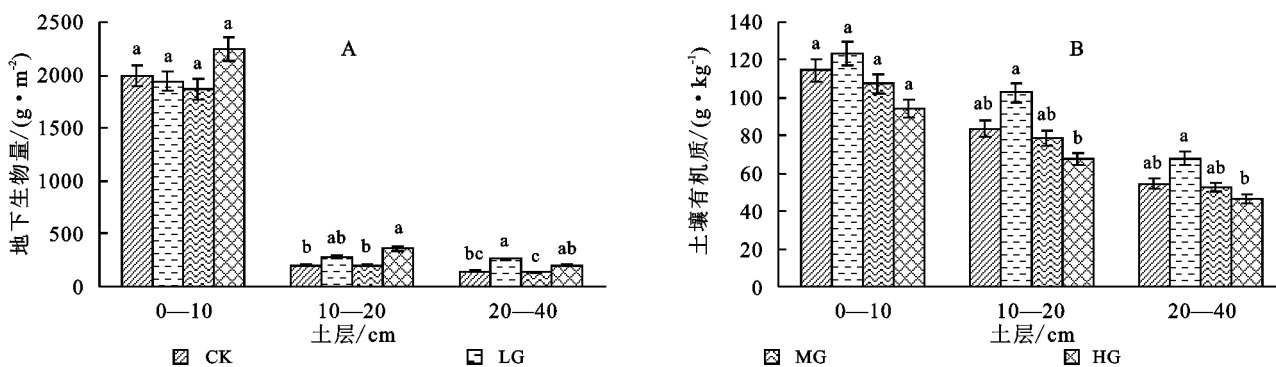 地下生物量/(g·m⁻²)
2500
2000
1500
1000
500
0
A
a a a a
b ab b a
bc a c ab
0—10 10—20 20—40
土层/cm
土壤有机质/(g·kg⁻¹)
140
120
100
80
60
40
20
0
B
a a a a
ab a ab b
ab a ab b
0—10 10—20 20—40
土层/cm
CK LG MG HG